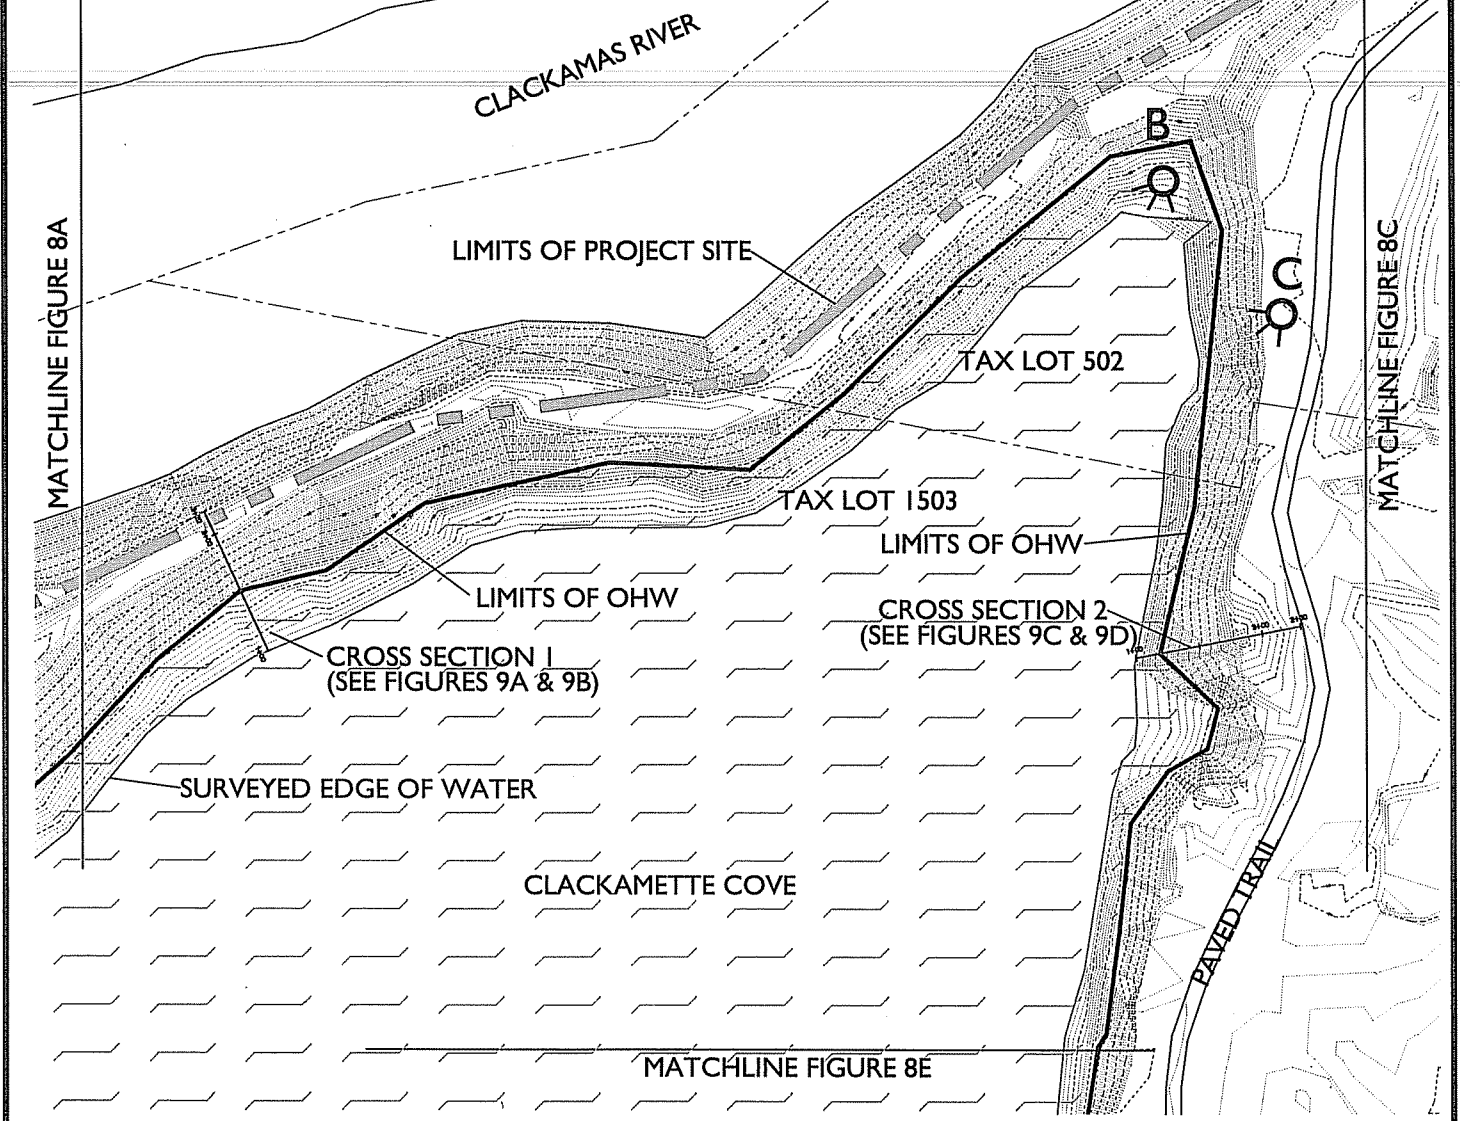 CLACKAMAS RIVER
B
LIMITS OF PROJECT SITE
MATCHLINE FIGURE 8A
C
MATCHLINE FIGURE 8C
TAX LOT 502
TAX LOT 1503
LIMITS OF OHW
LIMITS OF OHW
CROSS SECTION 2
(SEE FIGURES 9C & 9D)
CROSS SECTION 1
(SEE FIGURES 9A & 9B)
SURVEYED EDGE OF WATER
CLACKAMETTE COVE
PAVED TRAIL
MATCHLINE FIGURE 8E